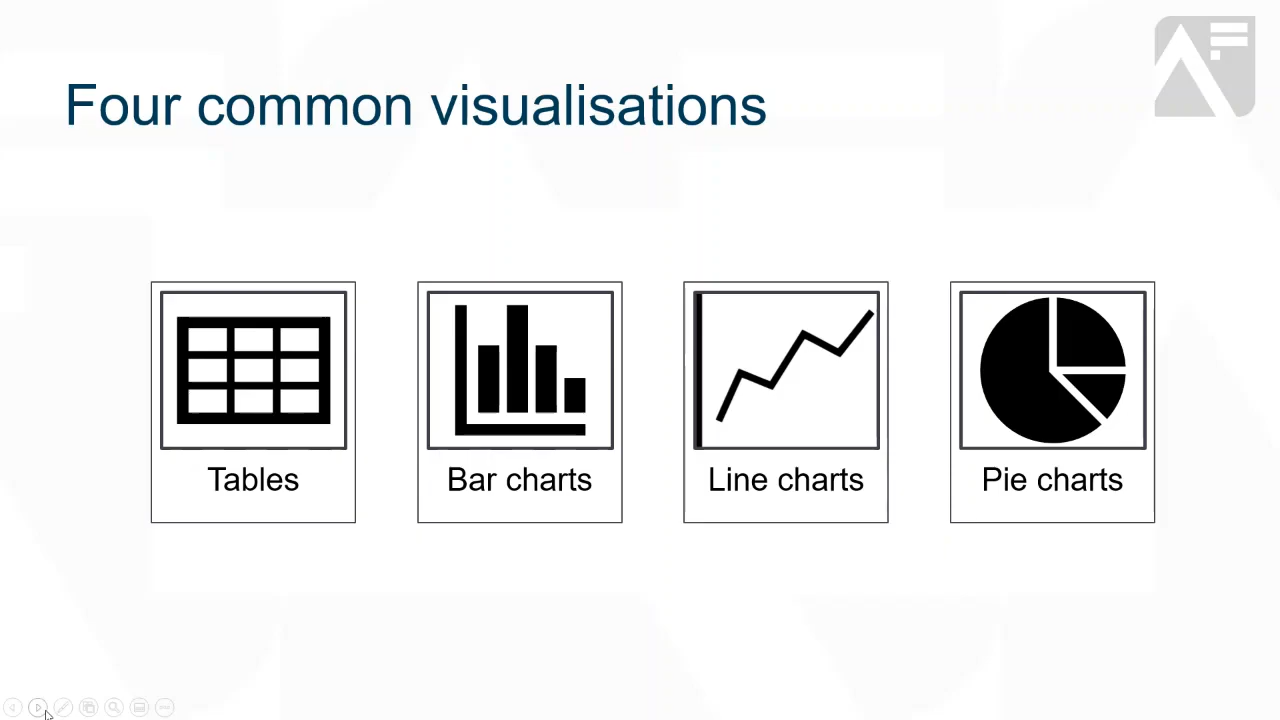 Four common visualisations
Tables
Bar charts
Line charts
Pie charts